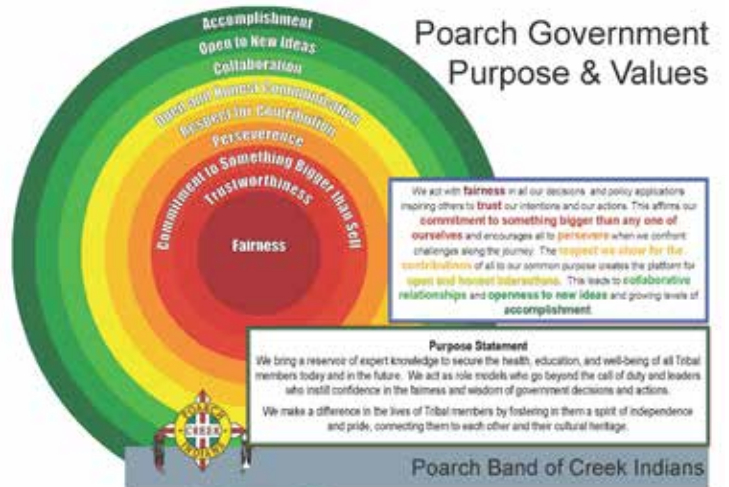 Poarch Government
Purpose & Values
Accomplishment
Open to New Ideas
Collaboration
Open and Honest Communication
Respect for Contribution
Perseverence
Commitment to Something Bigger than Self
Trustworthiness
Fairness
We act with fairness in all our decisions and policy applications
inspiring others to trust our intentions and our actions. This affirms our
commitment to something bigger than any one of
ourselves and encourages all to persevere when we confront
challenges along the journey. The respect we show for the
contributions of all to our common purpose creates the platform for
open and honest interactions. This leads to collaborative
relationships and openness to new ideas and growing levels of
accomplishment
Purpose Statement
We bring a reservoir of expert knowledge to secure the health, education, and well-being of all Tribal
members today and in the future. We act as role models who go beyond the call of duty and leaders
who instill confidence in the fairness and wisdom of government decisions and actions.
We make a difference in the lives of Tribal members by fostering in them a spirit of independence
and pride, connecting them to each other and their cultural heritage.
POARCH
CREEK
INDIANS
Poarch Band of Creek Indians